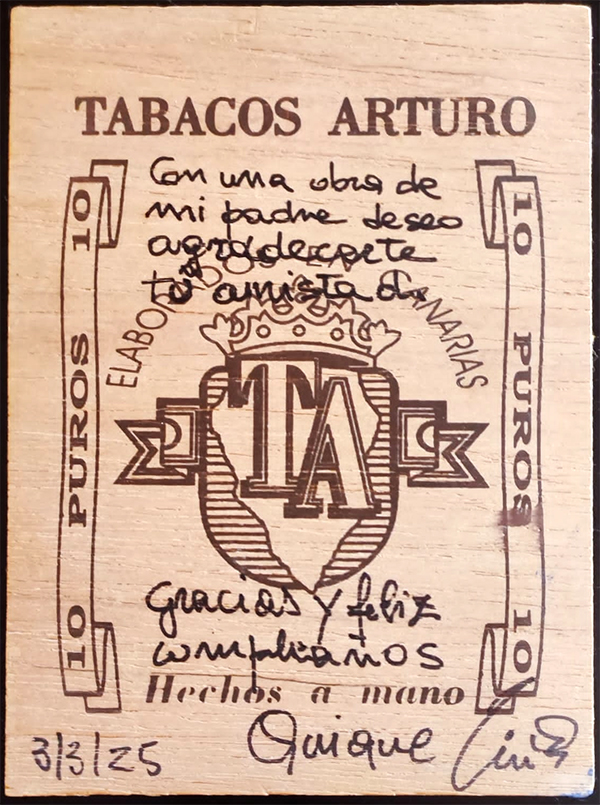 TABACOS ARTURO
Con una obra de
mi padre deseo
agradecerte
tu amistad.
ELABORADOS EN CANARIAS
10 PUROS 10
TA
10 PUROS 10
Gracias y feliz
cumpleaños
Hechos a mano
3/3/25 Quique